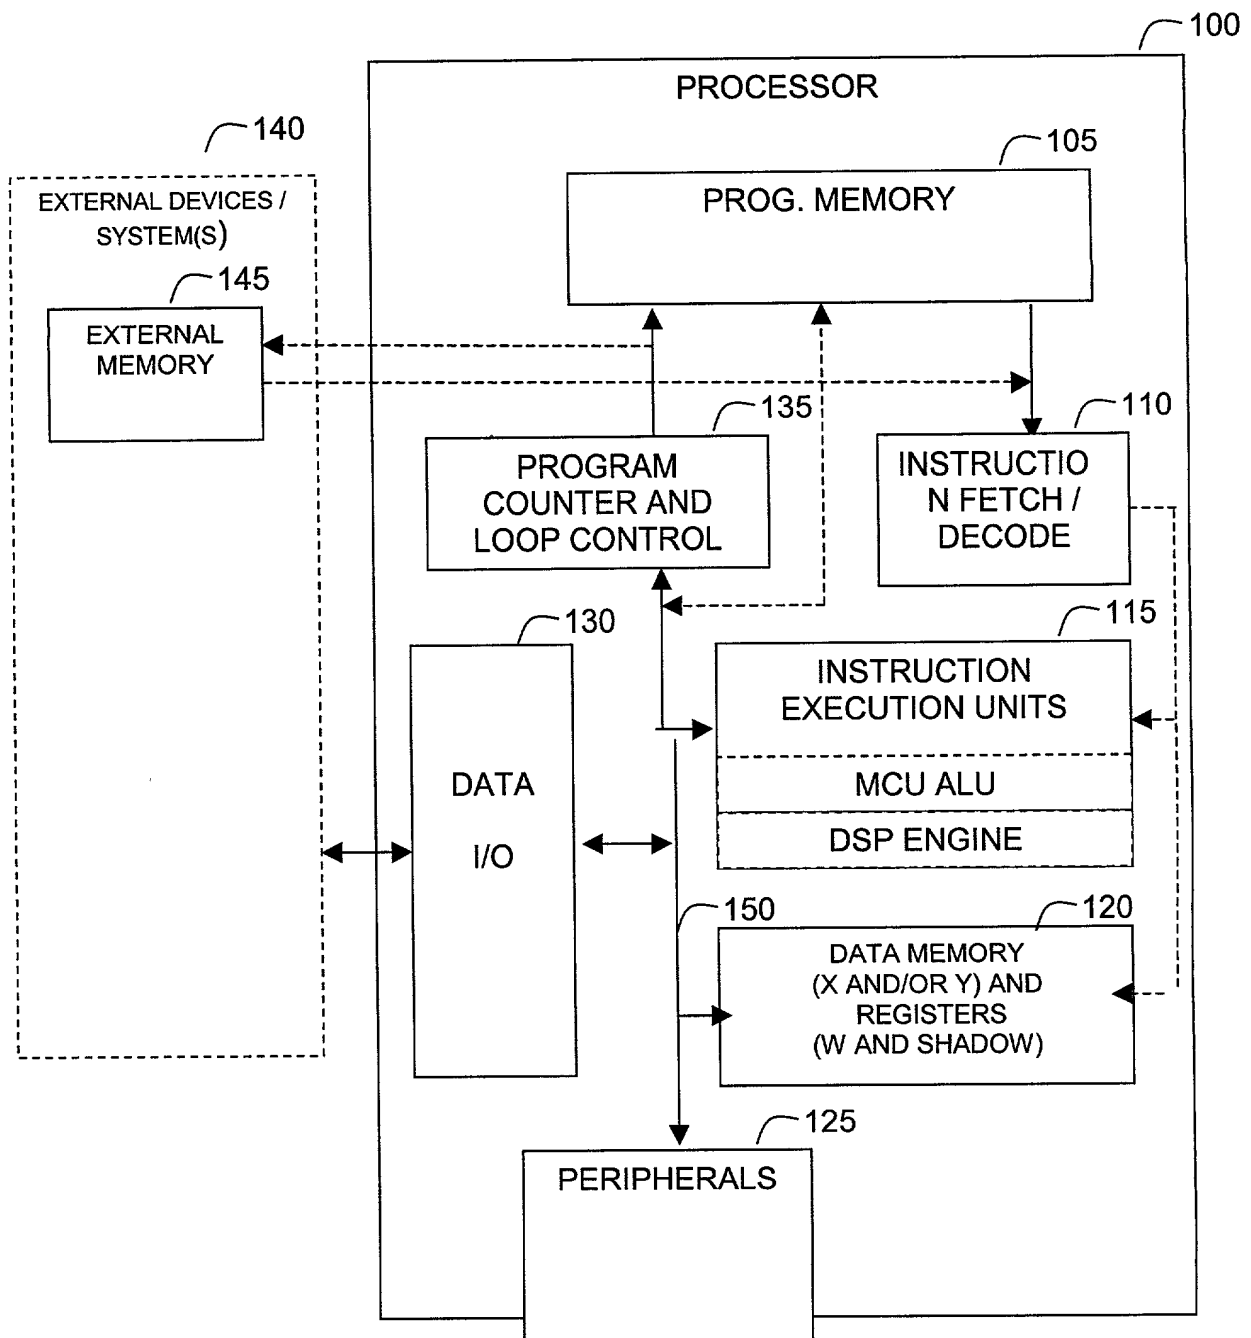 100
PROCESSOR
140
105
EXTERNAL DEVICES /
SYSTEM(S)
PROG. MEMORY
145
EXTERNAL
MEMORY
135
110
PROGRAM
COUNTER AND
LOOP CONTROL
INSTRUCTIO
N FETCH /
DECODE
130
115
INSTRUCTION
EXECUTION UNITS
MCU ALU
DSP ENGINE
DATA
I/O
150
120
DATA MEMORY
(X AND/OR Y) AND
REGISTERS
(W AND SHADOW)
125
PERIPHERALS